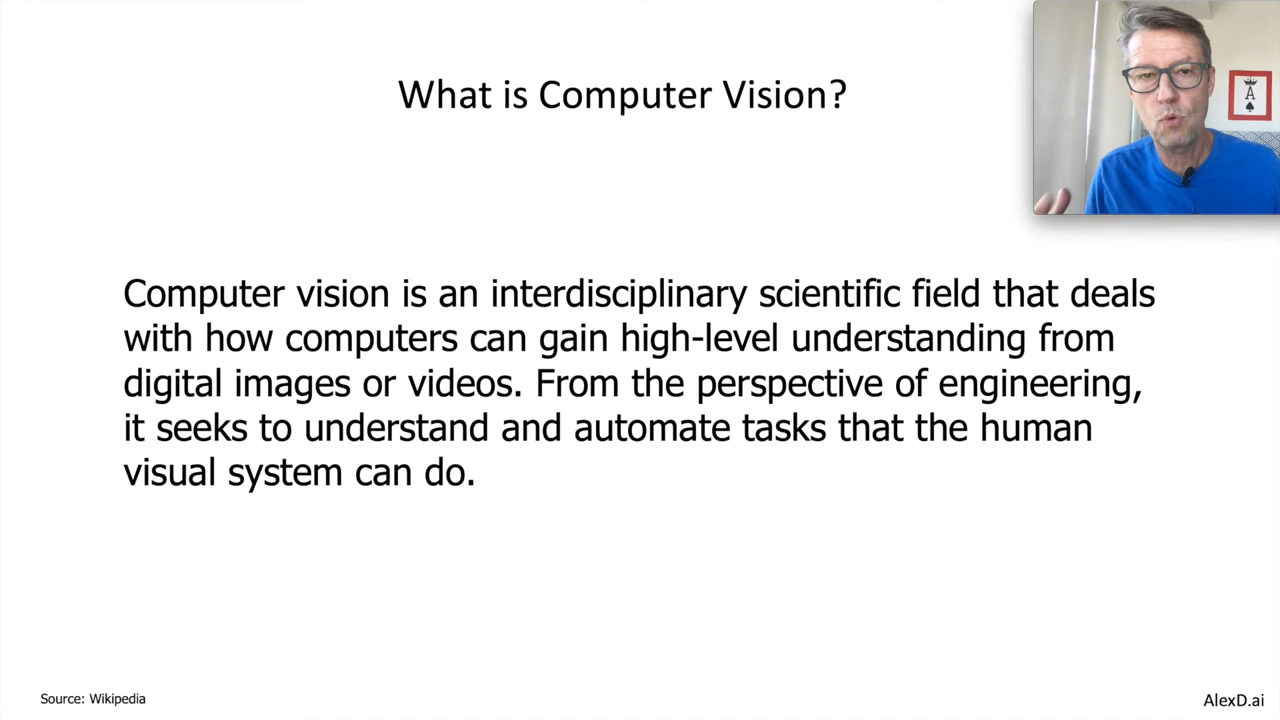 What is Computer Vision?
A
Computer vision is an interdisciplinary scientific field that deals
with how computers can gain high-level understanding from
digital images or videos. From the perspective of engineering,
it seeks to understand and automate tasks that the human
visual system can do.
Source: Wikipedia
AlexD.ai